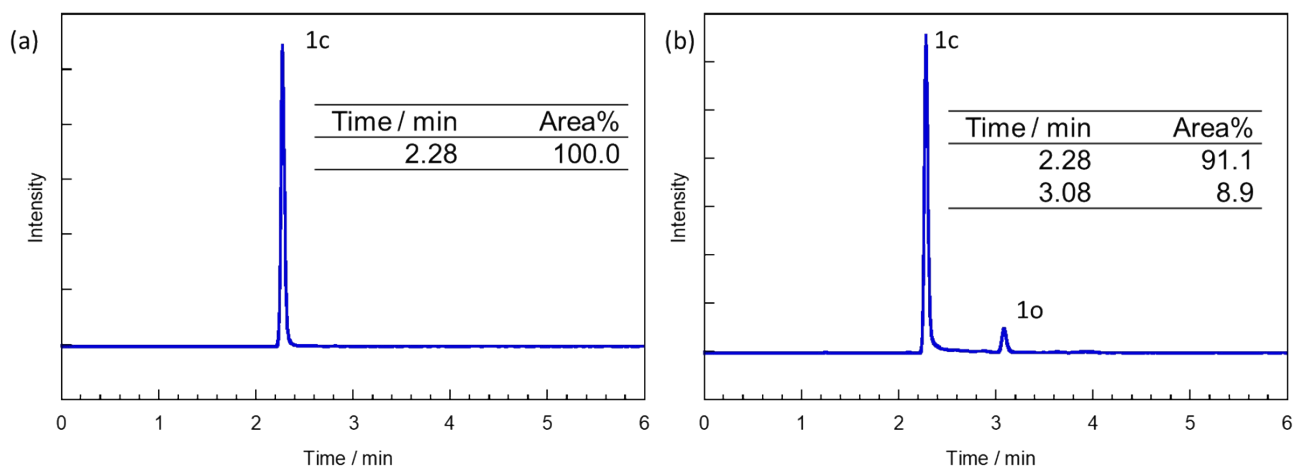 (a)
1c
Time / min Area%
2.28 100.0
Intensity
0 1 2 3 4 5 6
Time / min
(b)
1c
Time / min Area%
2.28 91.1
3.08 8.9
1o
Intensity
0 1 2 3 4 5 6
Time / min